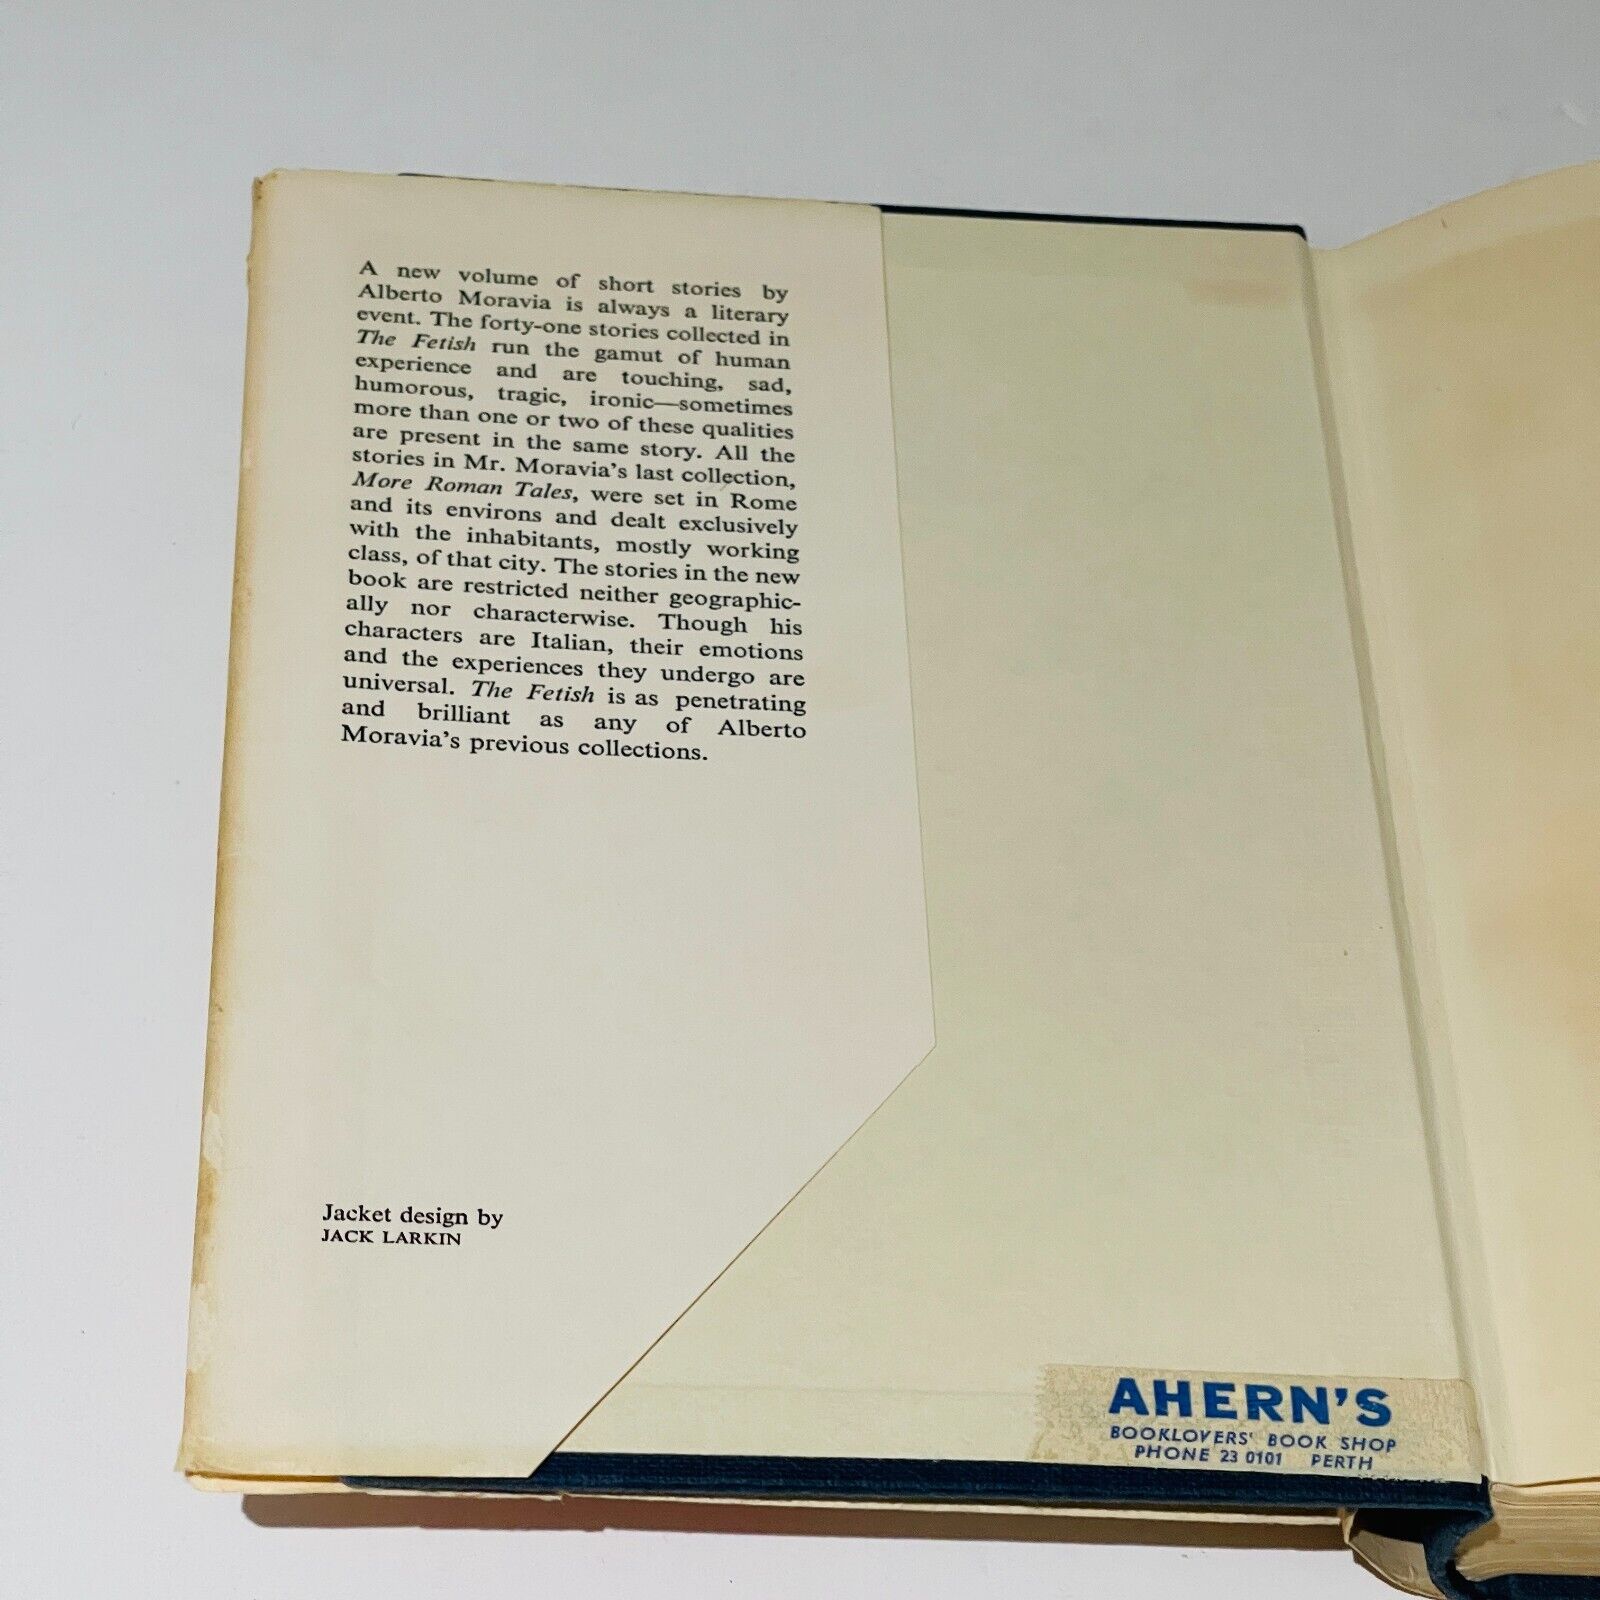 A new volume of short stories by
Alberto Moravia is always a literary
event. The forty-one stories collected in
The Fetish run the gamut of human
experience and are touching, sad,
humorous, tragic, ironic—sometimes
more than one or two of these qualities
are present in the same story. All the
stories in Mr. Moravia's last collection,
More Roman Tales, were set in Rome
and its environs and dealt exclusively
with the inhabitants, mostly working
class, of that city. The stories in the new
book are restricted neither geographic-
ally nor characterwise. Though his
characters are Italian, their emotions
and the experiences they undergo are
universal. The Fetish is as penetrating
and brilliant as any of Alberto
Moravia's previous collections.
Jacket design by
JACK LARKIN
AHERN'S
BOOKLOVERS' BOOK SHOP
PHONE 23 0101 PERTH